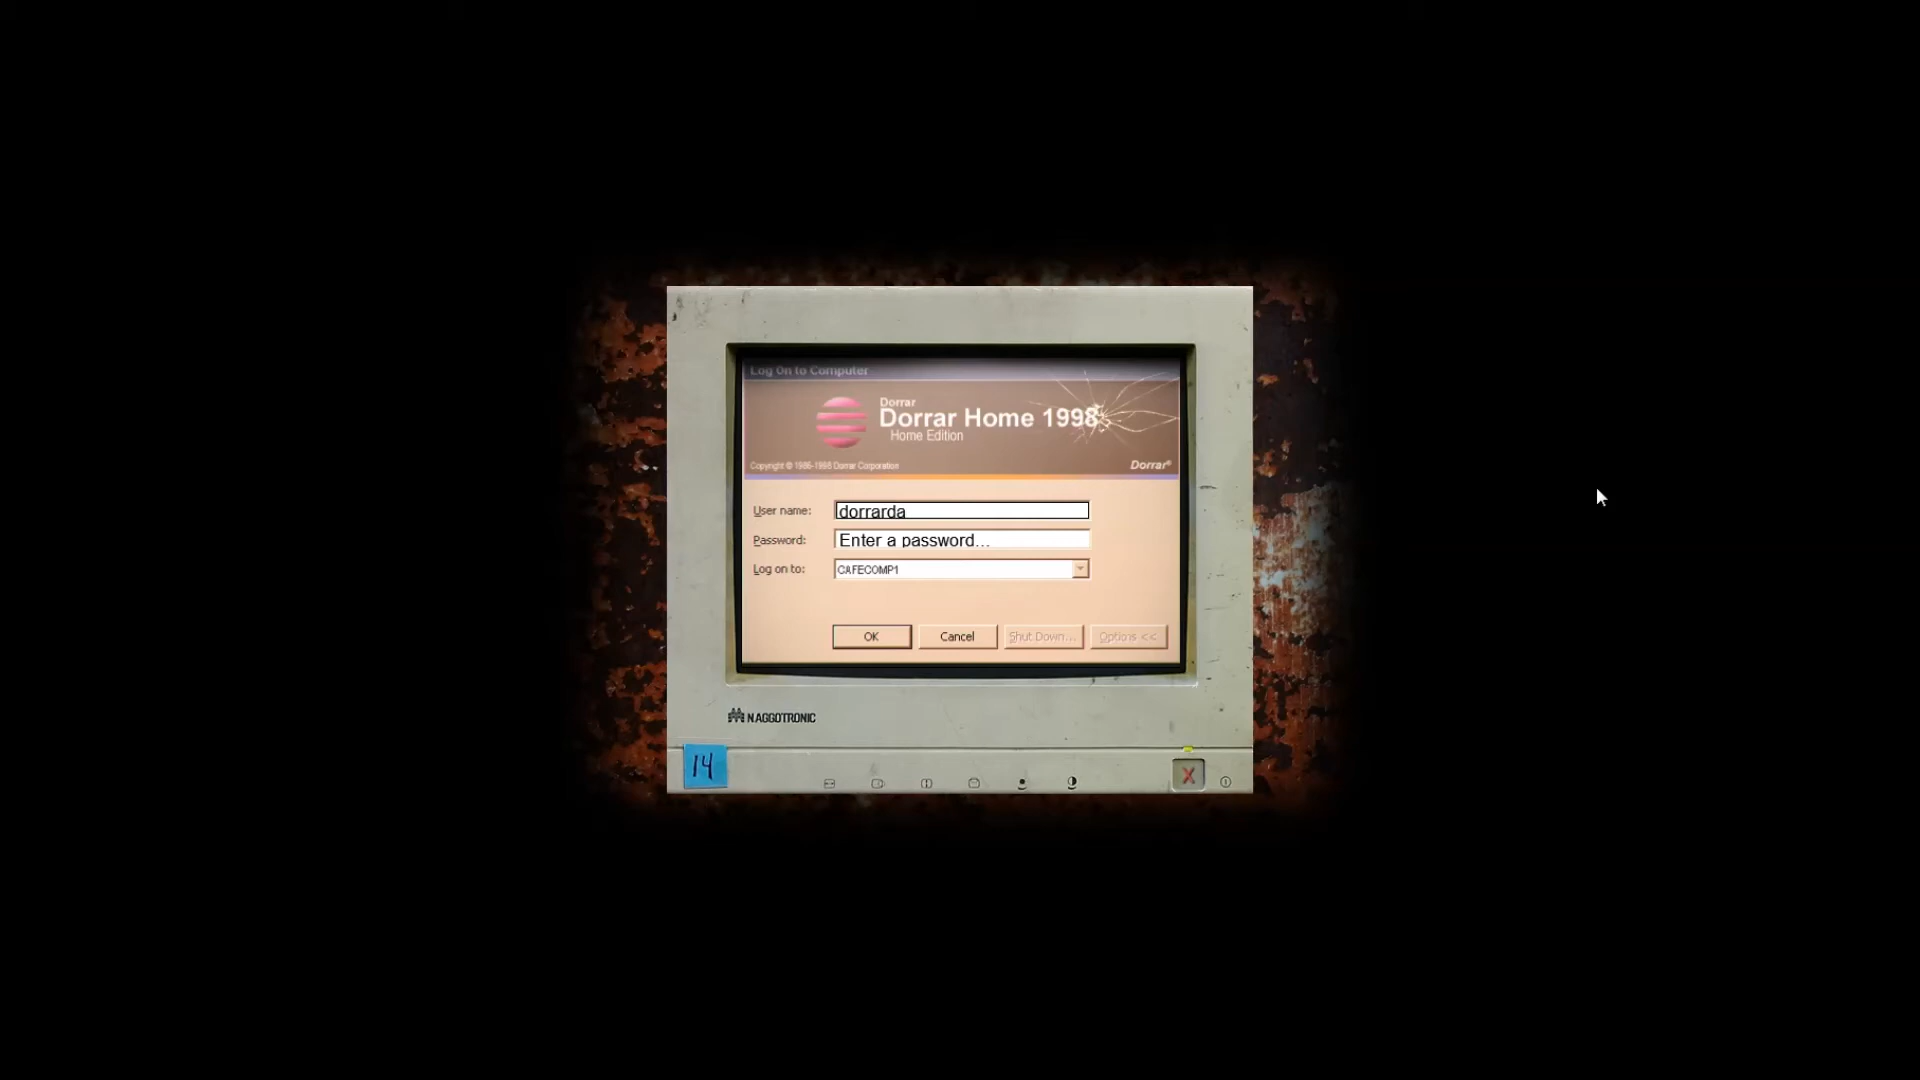 Log On to Computer
Dorrar
Dorrar Home 1998
Home Edition
Copyright © 1986-1998 Dorrar Corporation
Dorrar®
User name: dorrarda
Password: Enter a password...
Log on to: CAFECOMP1
OK Cancel Shut Down... Options <<
NAGGOTRONIC
14
X